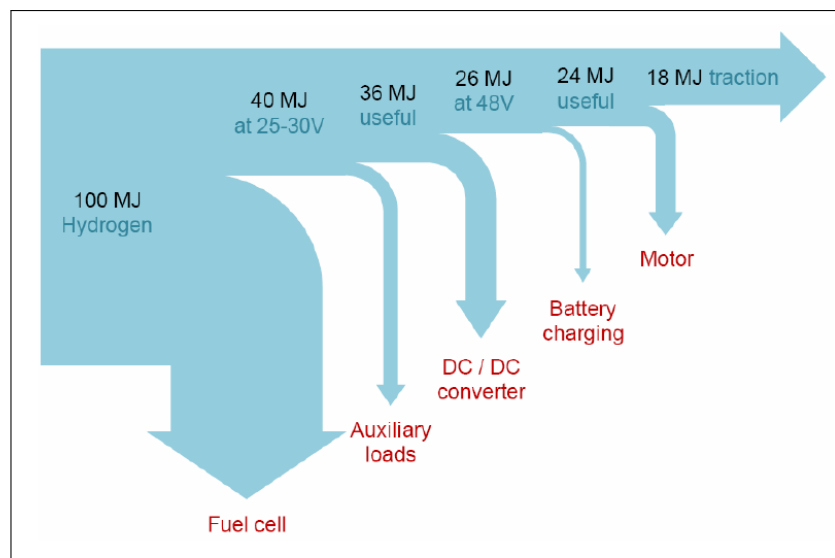 40 MJ
at 25-30V
36 MJ
useful
26 MJ
at 48V
24 MJ
useful
18 MJ traction
100 MJ
Hydrogen
Motor
Battery
charging
DC / DC
converter
Auxiliary
loads
Fuel cell